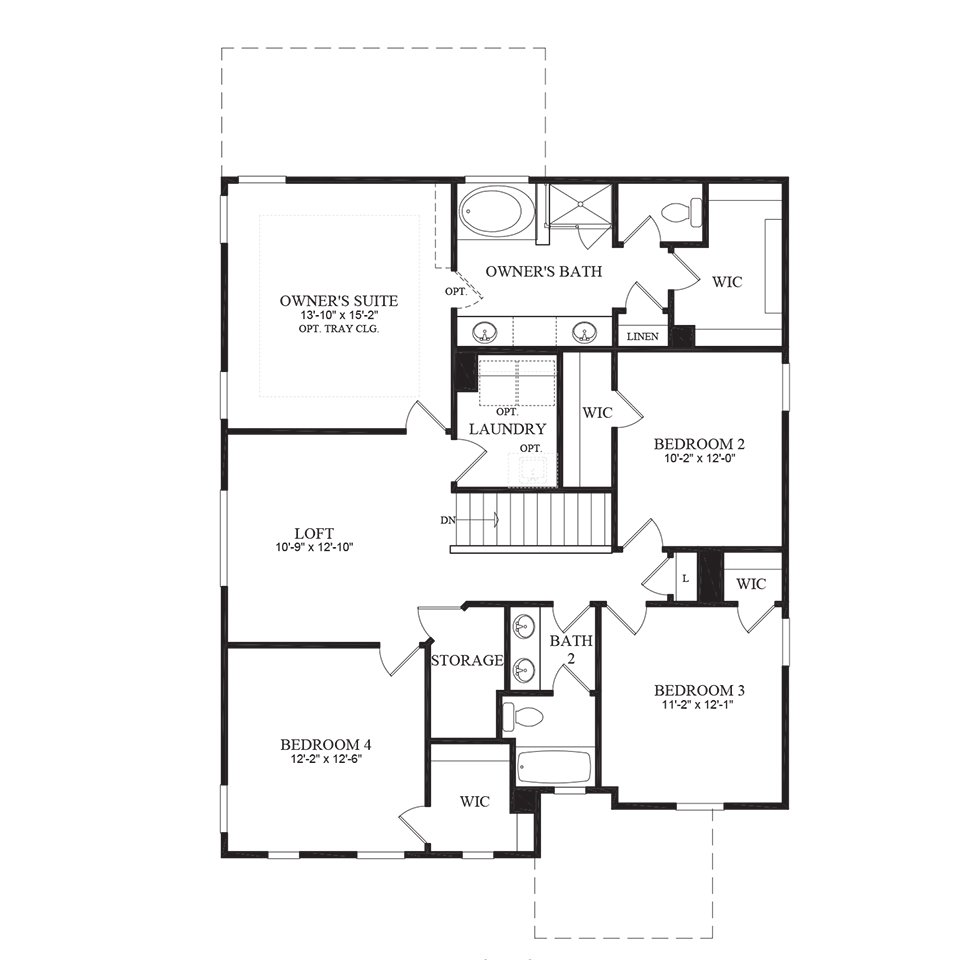 OWNER'S BATH
WIC
OPT.
OWNER'S SUITE
13'-10" x 15'-2"
OPT. TRAY CLG.
LINEN
OPT.
LAUNDRY
OPT.
WIC
BEDROOM 2
10'-2" x 12'-0"
DN
LOFT
10'-9" x 12'-10"
L
WIC
BATH
2
STORAGE
BEDROOM 3
11'-2" x 12'-1"
BEDROOM 4
12'-2" x 12'-6"
WIC